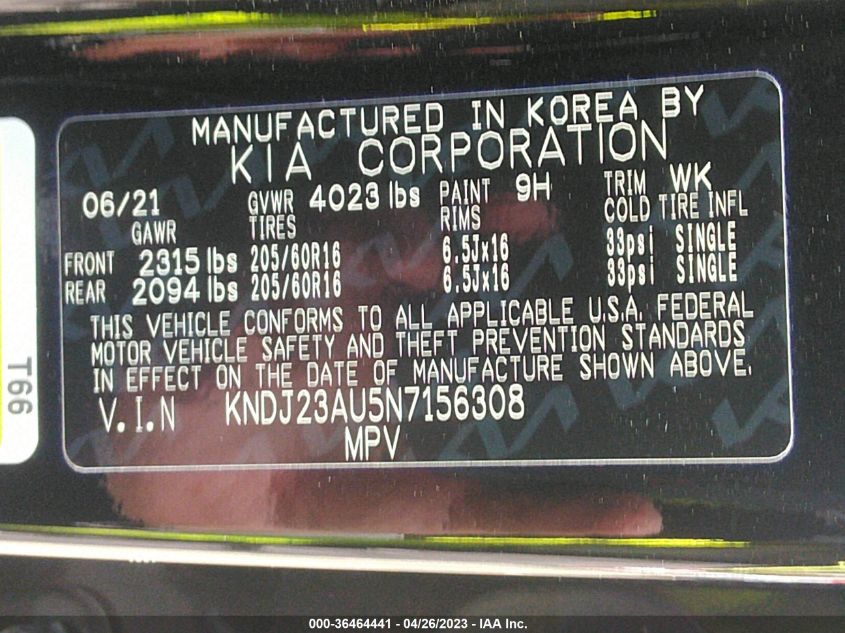 MANUFACTURED IN KOREA BY
KIA CORPORATION
06/21 GVWR 4023 lbs PAINT 9H TRIM WK
GAWR TIRES RIMS COLD TIRE INFL
FRONT 2315 lbs 205/60R16 6.5Jx16 33psi SINGLE
REAR 2094 lbs 205/60R16 6.5Jx16 33psi SINGLE
THIS VEHICLE CONFORMS TO ALL APPLICABLE U.S.A. FEDERAL
MOTOR VEHICLE SAFETY AND THEFT PREVENTION STANDARDS
IN EFFECT ON THE DATE OF MANUFACTURE SHOWN ABOVE.
V.I.N KNDJ23AU5N7156308
MPV
T66
000-36464441 - 04/26/2023 - IAA Inc.